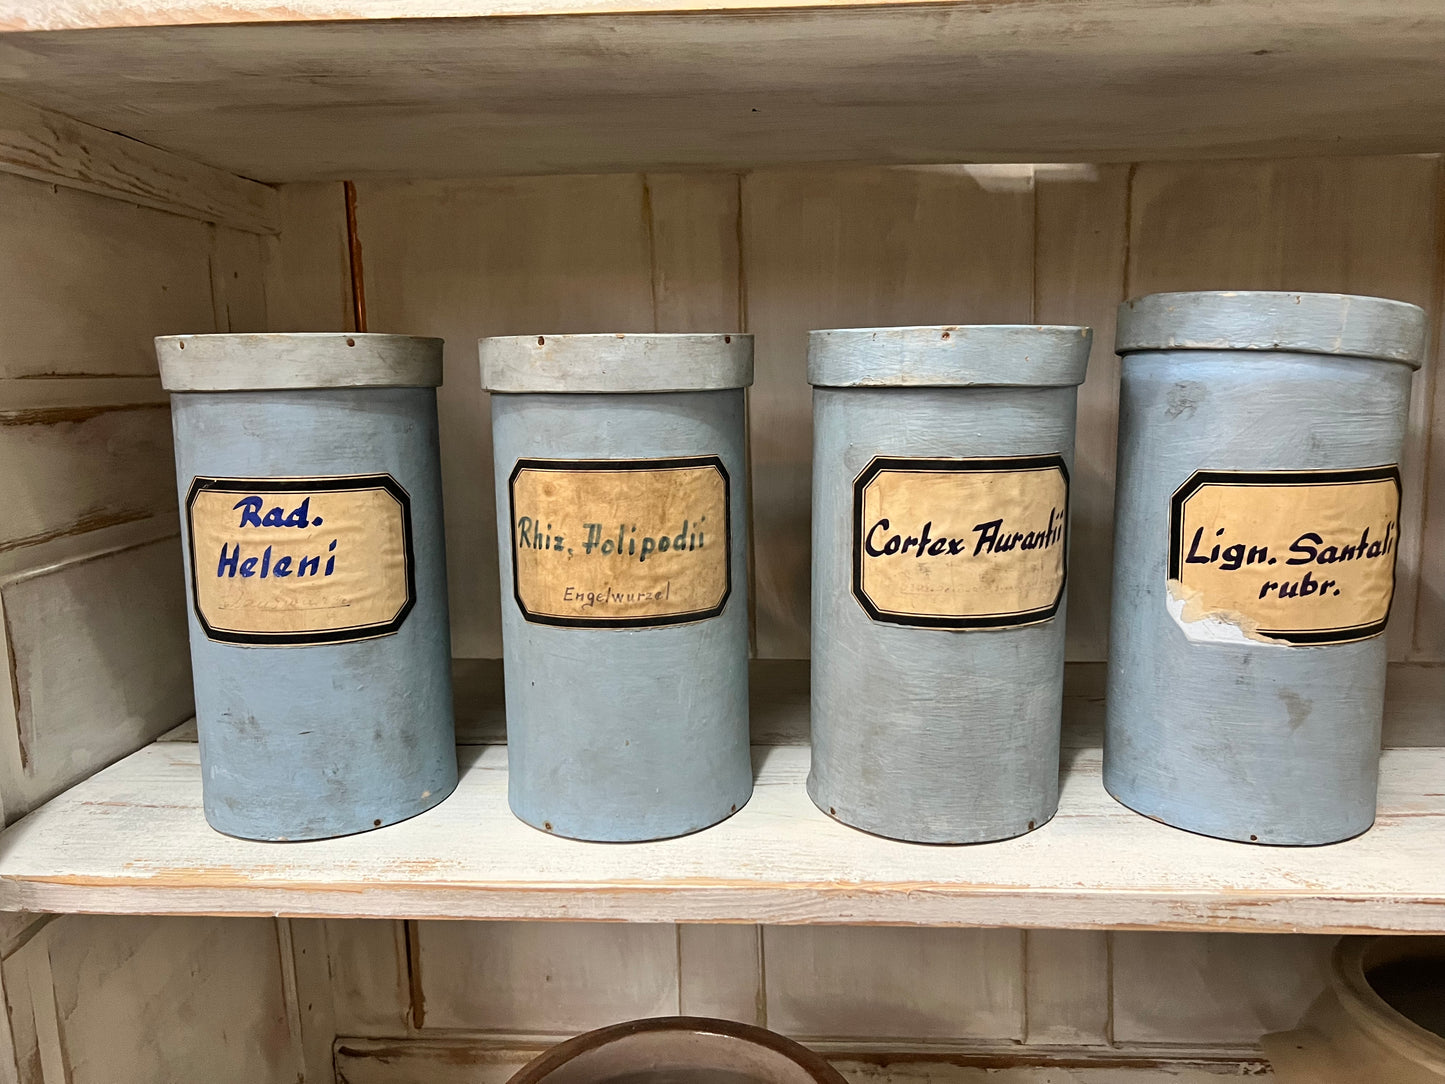 Rad.
Heleni
Rhiz. Polipodii
Engelwurzel
Cortex Aurantii
Lign. Santali
rubr.